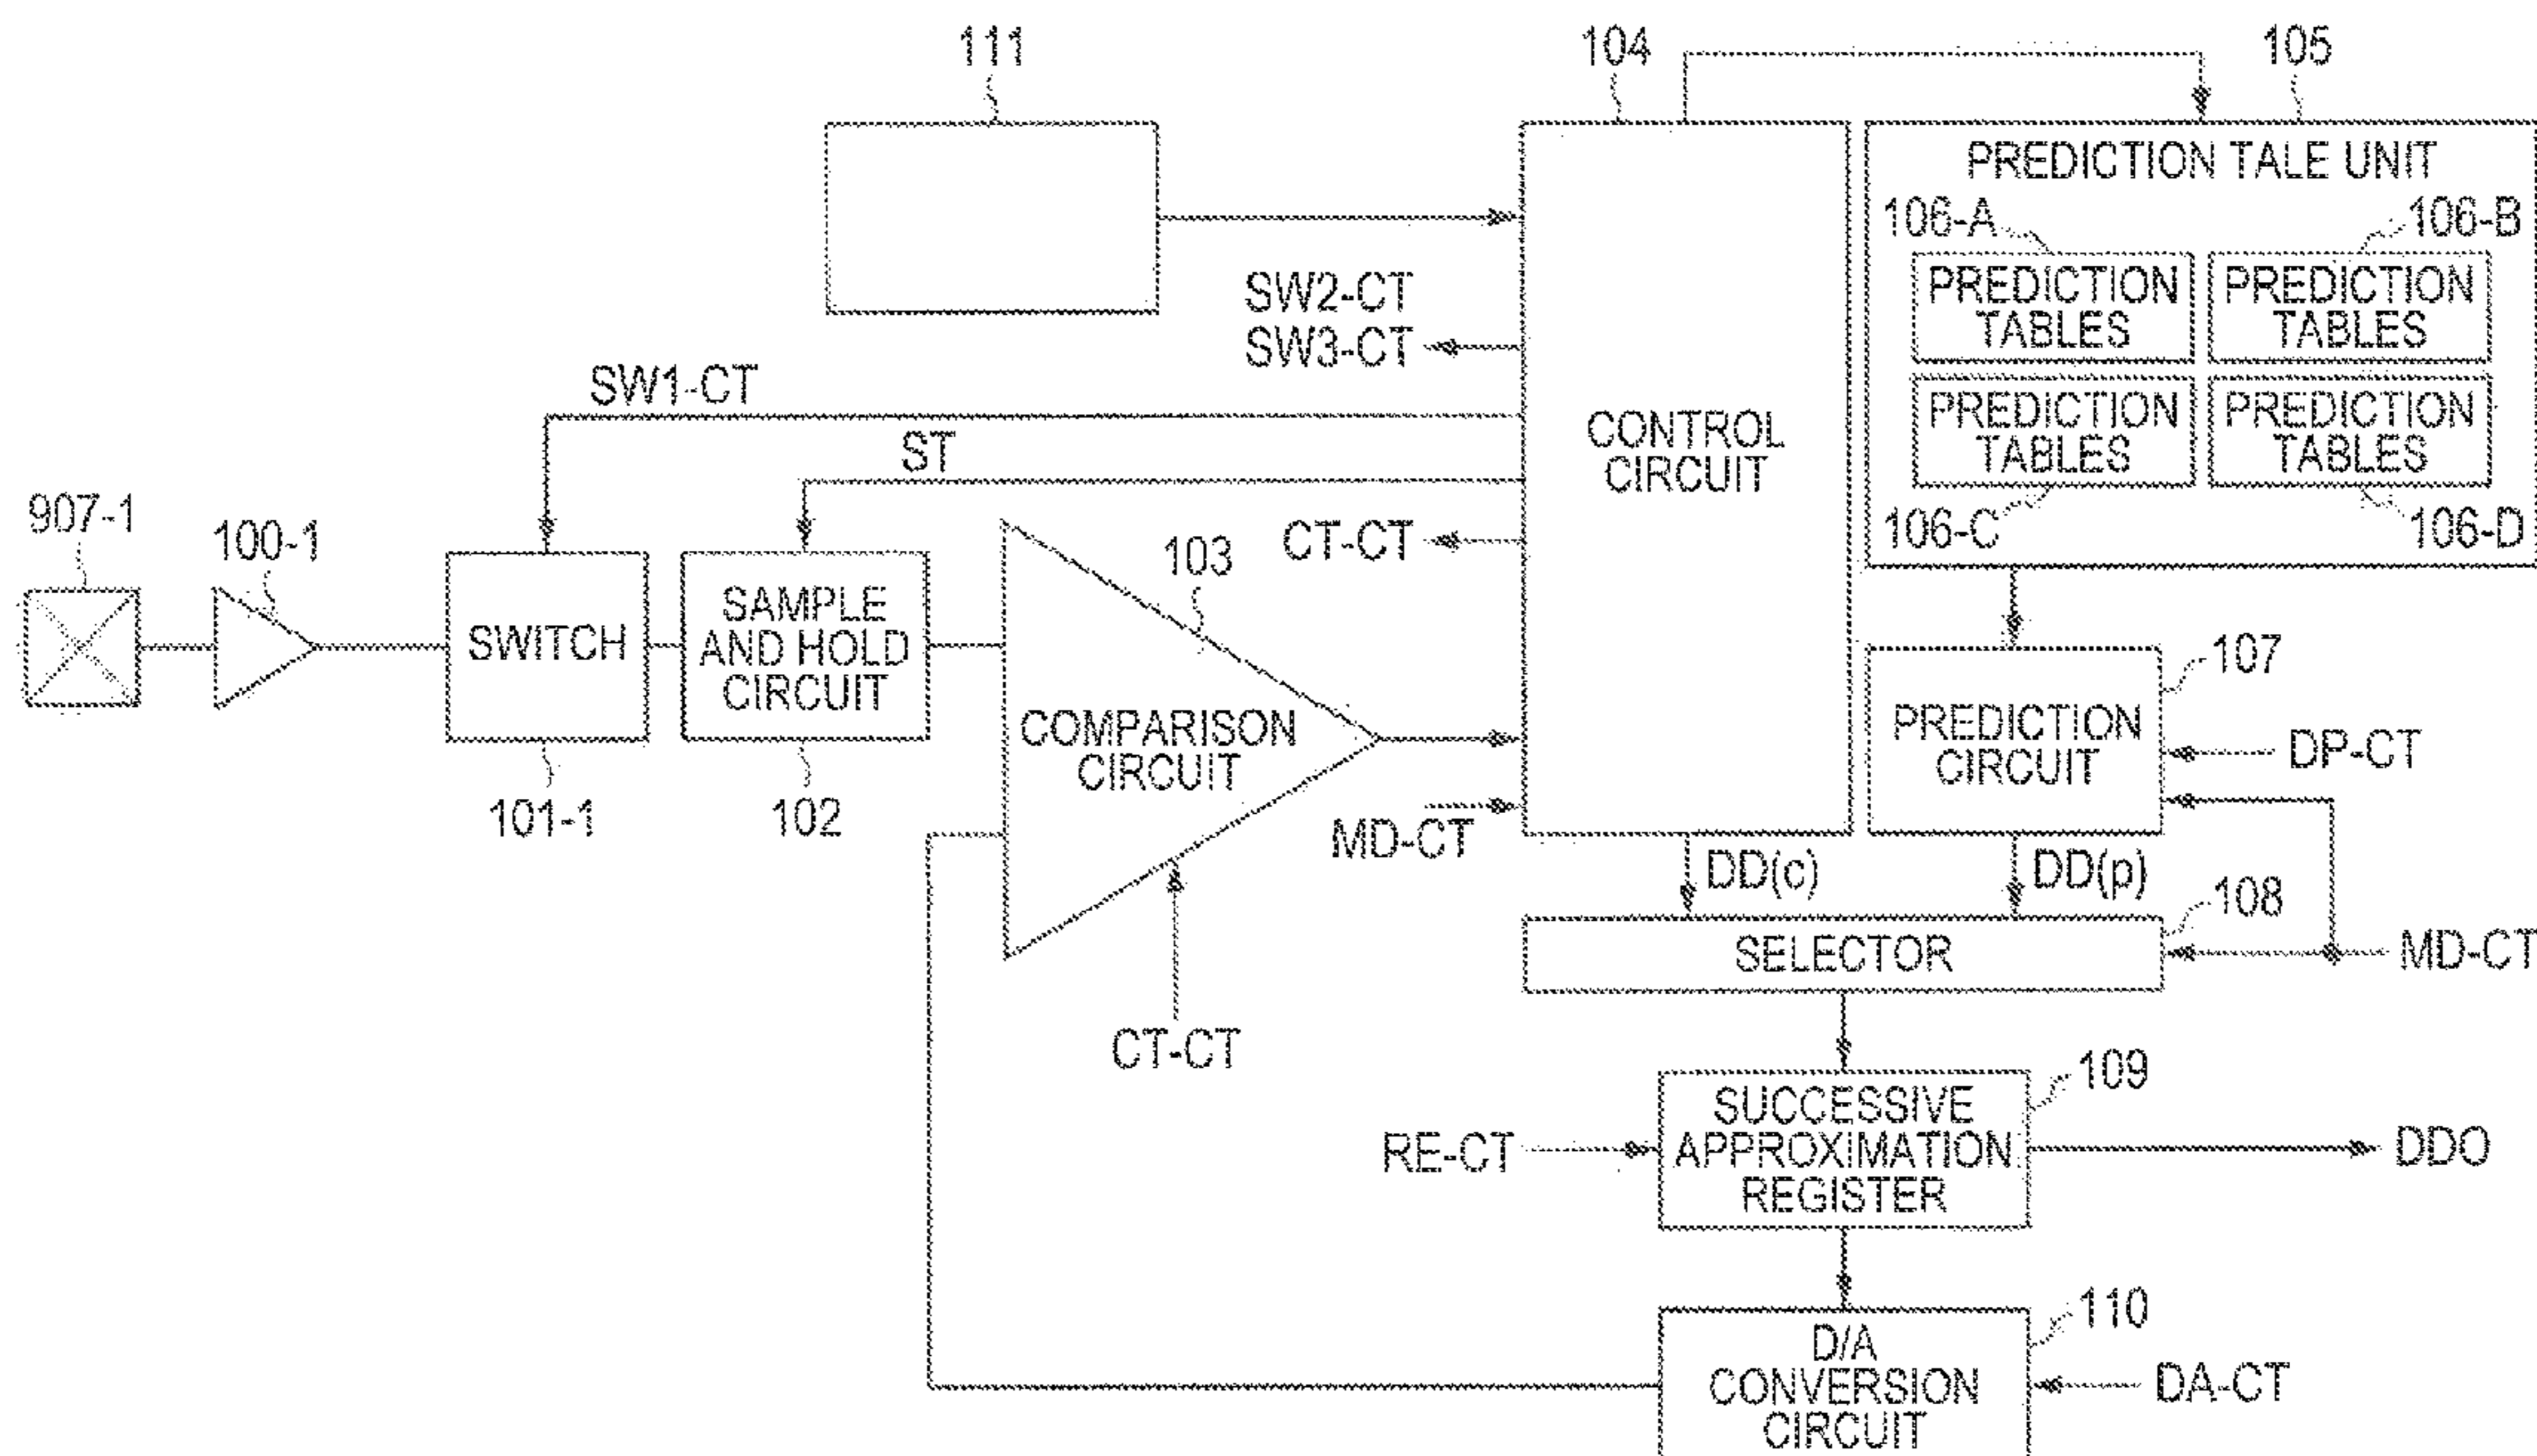 111
104
105
PREDICTION TALE UNIT
106-A
106-B
PREDICTION
TABLES
PREDICTION
TABLES
PREDICTION
TABLES
PREDICTION
TABLES
106-C
106-D
SW2-CT
SW3-CT
SW1-CT
ST
CONTROL
CIRCUIT
CT-CT
907-1
100-1
SWITCH
101-1
SAMPLE
AND HOLD
CIRCUIT
102
103
COMPARISON
CIRCUIT
MD-CT
CT-CT
107
PREDICTION
CIRCUIT
DP-CT
DD(c)
DD(p)
108
SELECTOR
MD-CT
109
SUCCESSIVE
APPROXIMATION
REGISTER
RE-CT
DDO
110
D/A
CONVERSION
CIRCUIT
DA-CT